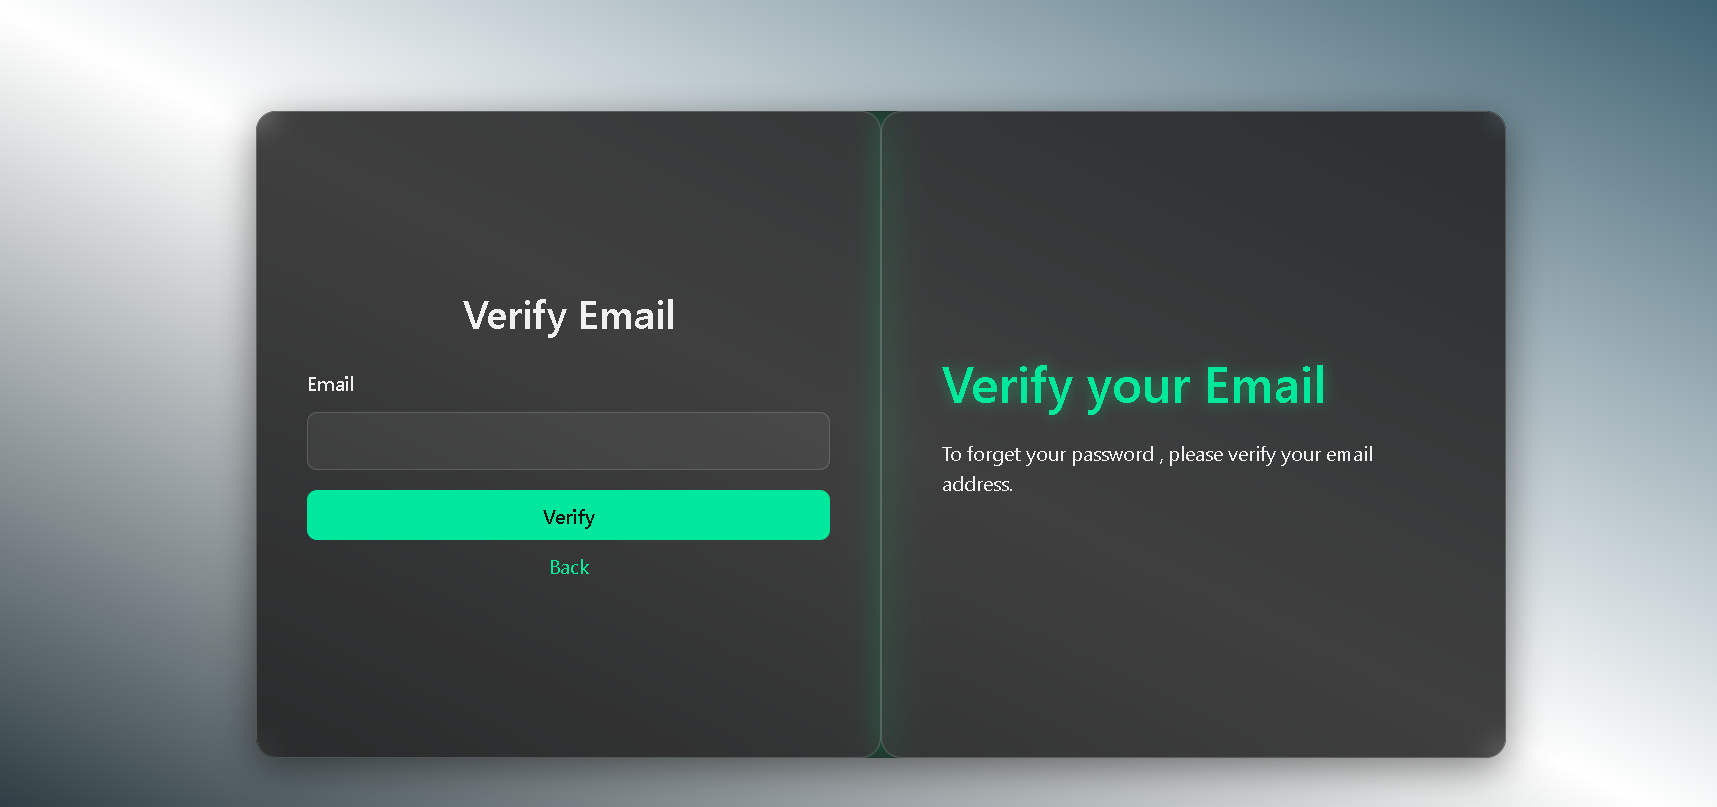 Verify Email
Email
Verify
Back
Verify your Email
To forget your password , please verify your email
address.